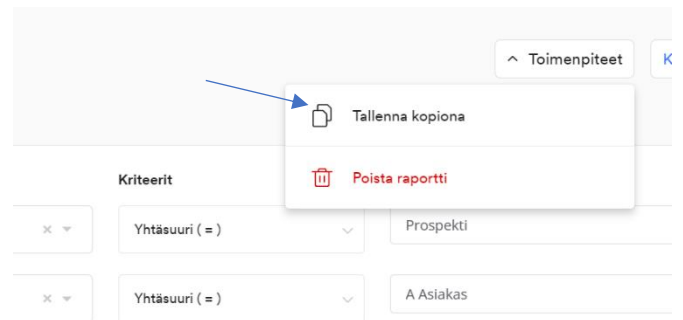 Toimenpiteet K
Tallenna kopiona
Poista raportti
Kriteerit
Yhtäsuuri ( = ) Prospekti
Yhtäsuuri ( = ) A Asiakas